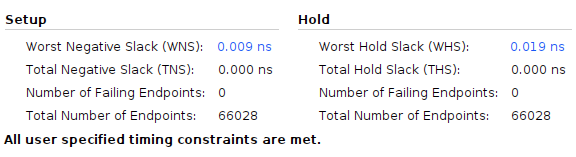 Setup
Worst Negative Slack (WNS): 0.009 ns
Total Negative Slack (TNS): 0.000 ns
Number of Failing Endpoints: 0
Total Number of Endpoints: 66028
Hold
Worst Hold Slack (WHS): 0.019 ns
Total Hold Slack (THS): 0.000 ns
Number of Failing Endpoints: 0
Total Number of Endpoints: 66028
All user specified timing constraints are met.